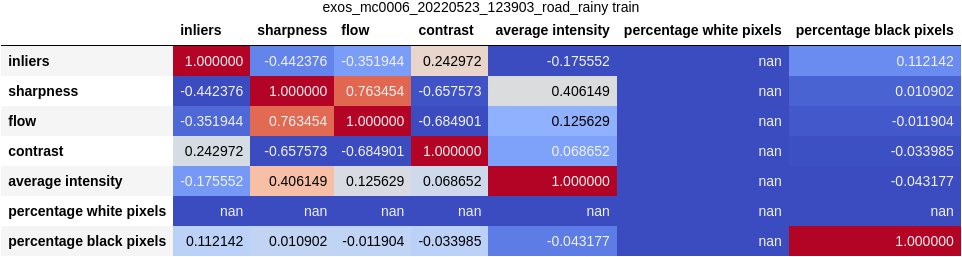 exos_mc0006_20220523_123903_road_rainy train
inliers sharpness flow contrast average intensity percentage white pixels percentage black pixels
inliers 1.000000 -0.442376 -0.351944 0.242972 -0.175552 nan 0.112142
sharpness -0.442376 1.000000 0.763454 -0.657573 0.406149 nan 0.010902
flow -0.351944 0.763454 1.000000 -0.684901 0.125629 nan -0.011904
contrast 0.242972 -0.657573 -0.684901 1.000000 0.068652 nan -0.033985
average intensity -0.175552 0.406149 0.125629 0.068652 1.000000 nan -0.043177
percentage white pixels nan nan nan nan nan nan nan
percentage black pixels 0.112142 0.010902 -0.011904 -0.033985 -0.043177 nan 1.000000